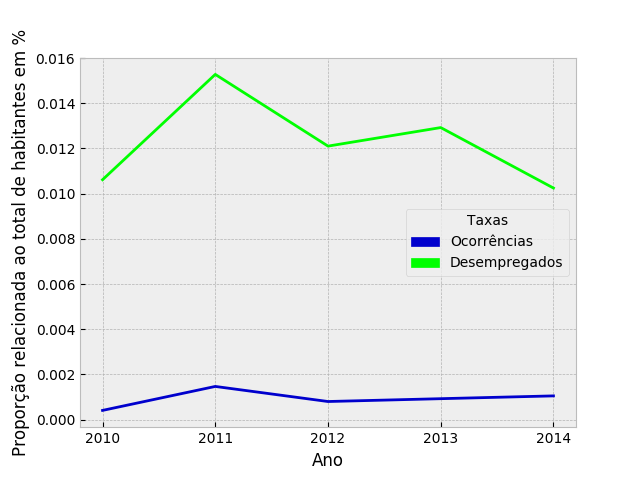 Proporção relacionada ao total de habitantes em %
0.016
0.014
0.012
0.010
0.008
0.006
0.004
0.002
0.000
Taxas
Ocorrências
Desempregados
2010 2011 2012 2013 2014
Ano